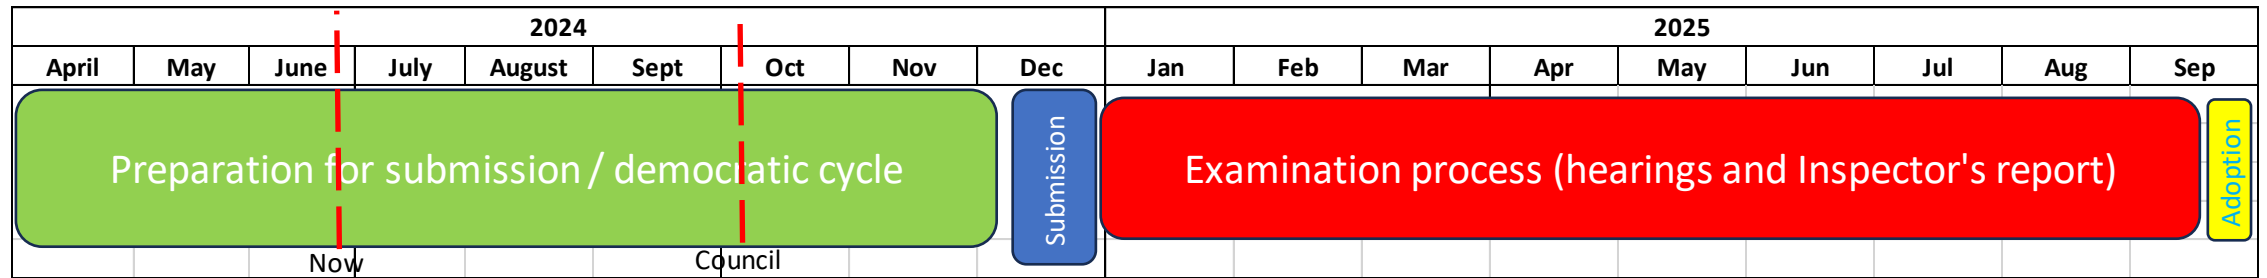 2024 2025
April May June July August Sept Oct Nov Dec Jan Feb Mar Apr May Jun Jul Aug Sep
Preparation for submission / democratic cycle
Submission
Examination process (hearings and Inspector's report)
Adoption
Now
Council